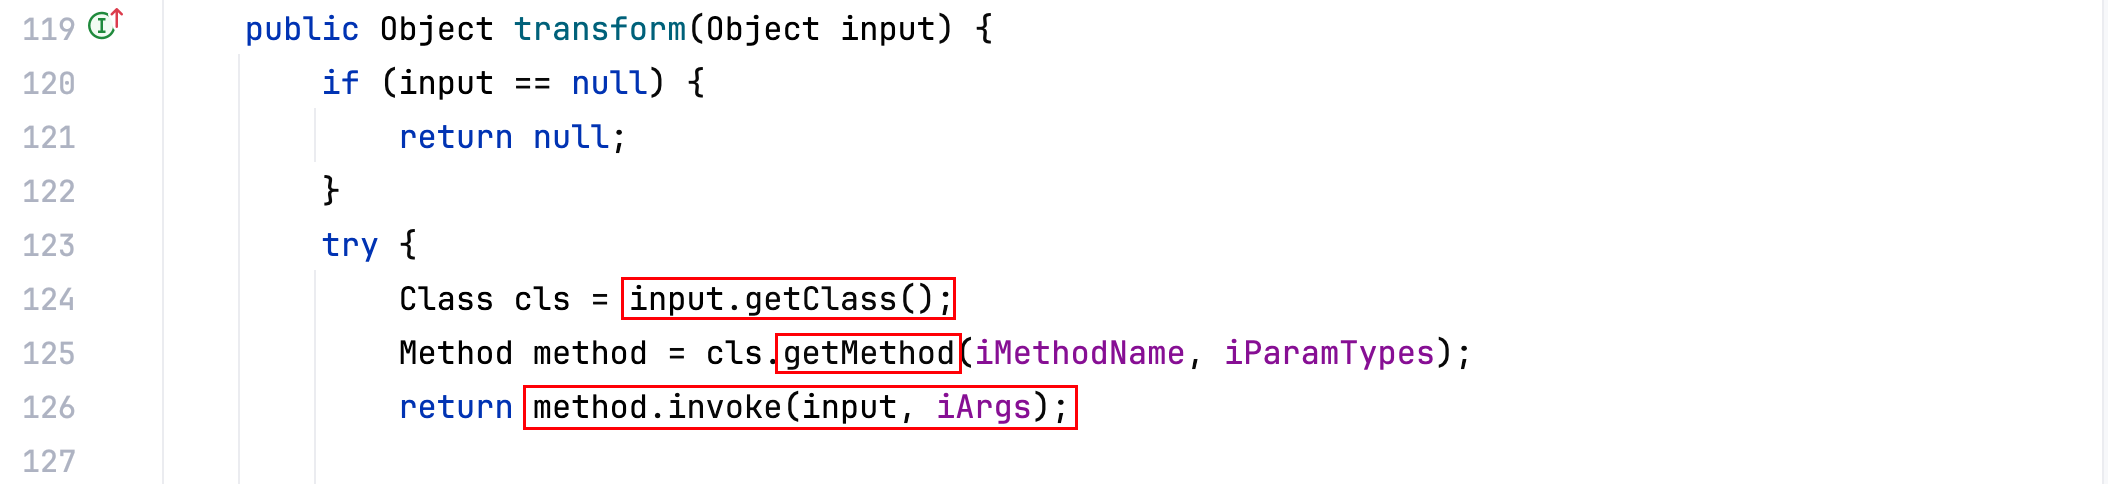 119 public Object transform(Object input) {
120 if (input == null) {
121 return null;
122 }
123 try {
124 Class cls = input.getClass();
125 Method method = cls.getMethod(iMethodName, iParamTypes);
126 return method.invoke(input, iArgs);
127